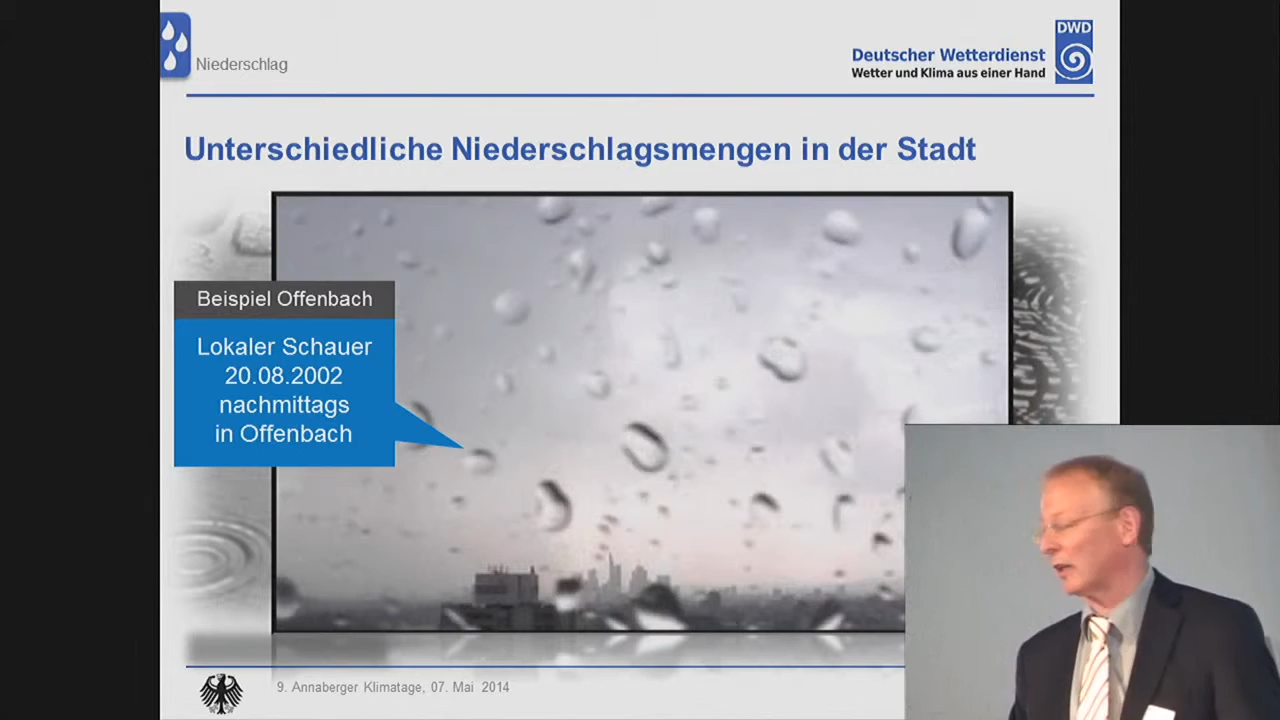 Niederschlag
Deutscher Wetterdienst
Wetter und Klima aus einer Hand
DWD
Unterschiedliche Niederschlagsmengen in der Stadt
Beispiel Offenbach
Lokaler Schauer
20.08.2002
nachmittags
in Offenbach
9. Annaberger Klimatage, 07. Mai 2014